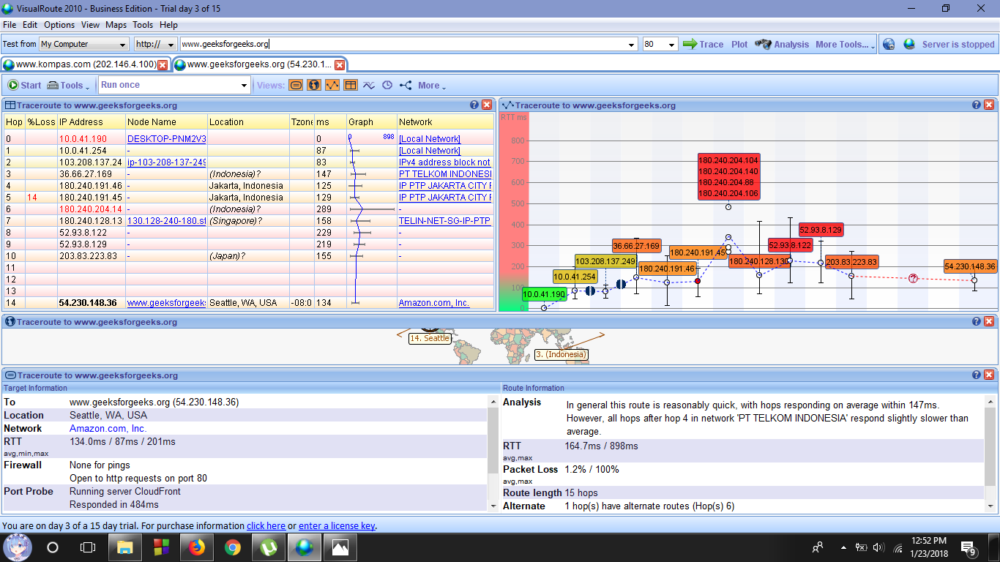 VisualRoute 2010 - Business Edition - Trial day 3 of 15
File Edit Options View Maps Tools Help
Test from My Computer http:// www.geeksforgeeks.org 80 Trace Plot Analysis More Tools... Server is stopped
www.kompas.com (202.146.4.100) www.geeksforgeeks.org (54.230.1...
Start Tools Run once Views: More
Traceroute to www.geeksforgeeks.org
Hop %Loss IP Address Node Name Location Tzone ms Graph Network
0 10.0.41.190 DESKTOP-PNM2V3 0 0 898 [Local Network]
1 10.0.41.254 - 87 [Local Network]
2 103.208.137.24 ip-103-208-137-249 83 IPv4 address block not
3 36.66.27.169 - (Indonesia)? 147 PT TELKOM INDONESI
4 180.240.191.46 - Jakarta, Indonesia 125 IP PTP JAKARTA CITY F
5 14 180.240.191.45 - Jakarta, Indonesia 129 IP PTP JAKARTA CITY F
6 180.240.204.14 - (Indonesia)? 289 -
7 180.240.128.13 130.128-240-180.st (Singapore)? 158 TELIN-NET-SG-IP-PTP
8 52.93.8.122 - 229 -
9 52.93.8.129 - 219 -
10 203.83.223.83 - (Japan)? 155 -
11
12
13
14 54.230.148.36 www.geeksforgeeks Seattle, WA, USA -08:0 134 Amazon.com, Inc.
Traceroute to www.geeksforgeeks.org
RTT ms
800
700
600
500
400
300
200
100
0
10.0.41.190
10.0.41.254
103.208.137.249
36.66.27.169
180.240.191.46
180.240.191.45
180.240.204.104
180.240.204.140
180.240.204.88
180.240.204.106
180.240.128.130
52.93.8.122
52.93.8.129
203.83.223.83
?
54.230.148.36
Traceroute to www.geeksforgeeks.org
14. Seattle
3. (Indonesia)
Traceroute to www.geeksforgeeks.org
Target Information
To www.geeksforgeeks.org (54.230.148.36)
Location Seattle, WA, USA
Network Amazon.com, Inc.
RTT 134.0ms / 87ms / 201ms
avg,min,max
Firewall None for pings
Open to http requests on port 80
Port Probe Running server CloudFront
Responded in 484ms
Route Information
Analysis In general this route is reasonably quick, with hops responding on average within 147ms.
However, all hops after hop 4 in network 'PT TELKOM INDONESIA' respond slightly slower than
average.
RTT 164.7ms / 898ms
avg,max
Packet Loss 1.2% / 100%
avg,max
Route length 15 hops
Alternate 1 hop(s) have alternate routes (Hop(s) 6)
You are on day 3 of a 15 day trial. For purchase information click here or enter a license key.
12:52 PM
1/23/2018
9